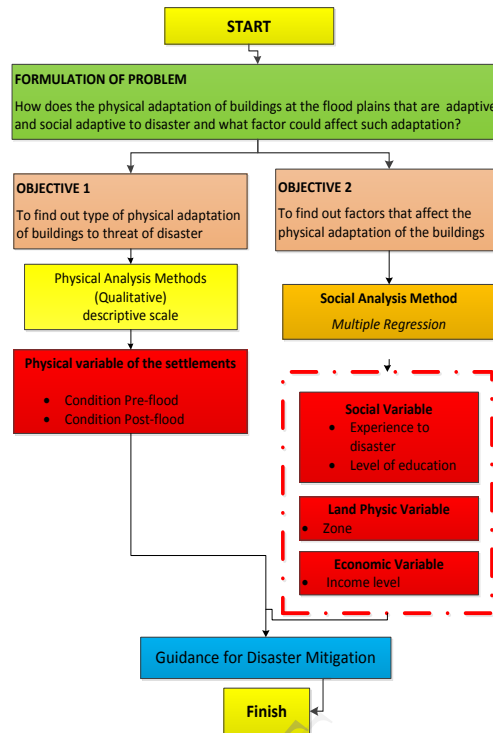 START
FORMULATION OF PROBLEM
How does the physical adaptation of buildings at the flood plains that are adaptive
and social adaptive to disaster and what factor could affect such adaptation?
OBJECTIVE 1
To find out type of physical adaptation
of buildings to threat of disaster
OBJECTIVE 2
To find out factors that affect the
physical adaptation of the buildings
Physical Analysis Methods
(Qualitative)
descriptive scale
Social Analysis Method
Multiple Regression
Physical variable of the settlements
• Condition Pre-flood
• Condition Post-flood
Social Variable
• Experience to
disaster
• Level of education
Land Physic Variable
• Zone
Economic Variable
• Income level
Guidance for Disaster Mitigation
Finish